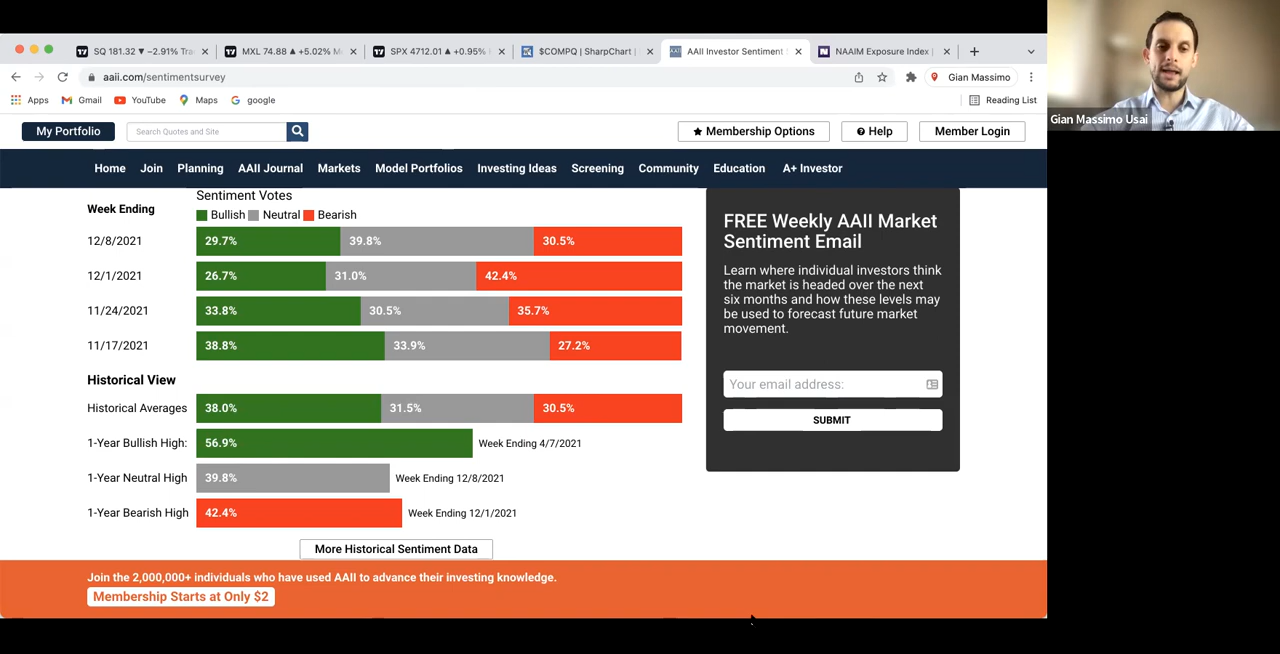 SQ 181.32 ▼ −2.91% Tra
MXL 74.88 ▲ +5.02% M
SPX 4712.01 ▲ +0.95%
$COMPQ | SharpChart |
AAII Investor Sentiment S
NAAIM Exposure Index |
aaii.com/sentimentsurvey
Gian Massimo
Apps Gmail YouTube Maps google
Reading List
Gian Massimo Usai
My Portfolio
Search Quotes and Site
★ Membership Options
Help
Member Login
Home Join Planning AAII Journal Markets Model Portfolios Investing Ideas Screening Community Education A+ Investor
Sentiment Votes
Week Ending
Bullish Neutral Bearish
12/8/2021 29.7% 39.8% 30.5%
12/1/2021 26.7% 31.0% 42.4%
11/24/2021 33.8% 30.5% 35.7%
11/17/2021 38.8% 33.9% 27.2%
Historical View
Historical Averages 38.0% 31.5% 30.5%
1-Year Bullish High: 56.9% Week Ending 4/7/2021
1-Year Neutral High 39.8% Week Ending 12/8/2021
1-Year Bearish High 42.4% Week Ending 12/1/2021
More Historical Sentiment Data
FREE Weekly AAII Market
Sentiment Email
Learn where individual investors think
the market is headed over the next
six months and how these levels may
be used to forecast future market
movement.
Your email address:
SUBMIT
Join the 2,000,000+ individuals who have used AAII to advance their investing knowledge.
Membership Starts at Only $2